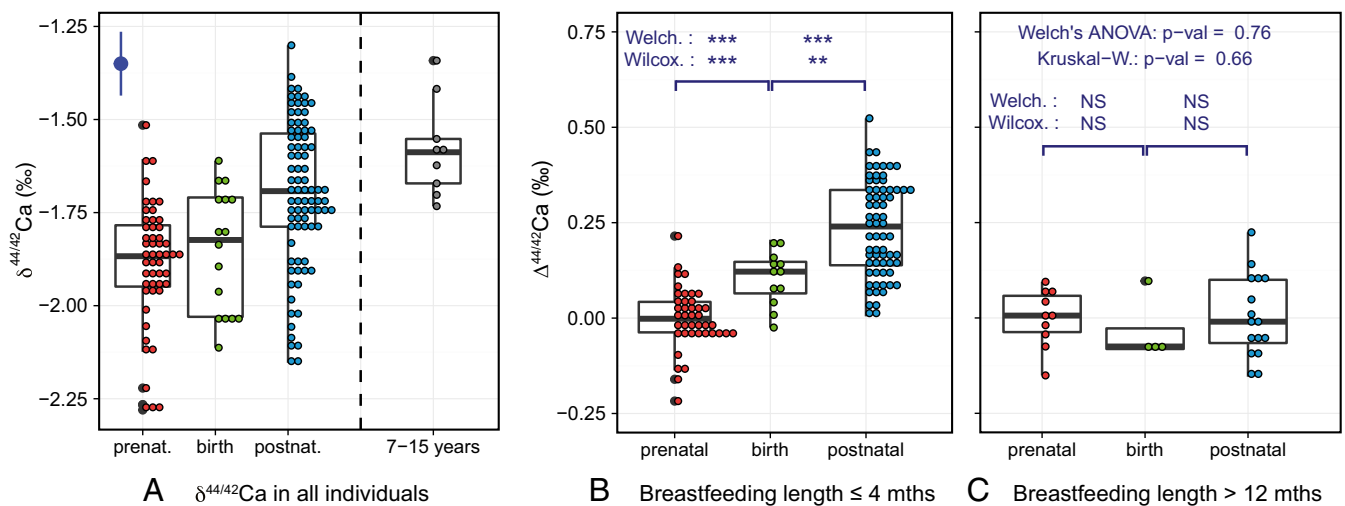 −1.25
−1.50
−1.75
−2.00
−2.25
δ44/42Ca (‰)
prenat. birth postnat. 7−15 years
A δ44/42Ca in all individuals
0.75
0.50
0.25
0.00
−0.25
Δ44/42Ca (‰)
Welch. : *** ***
Wilcox. : *** **
prenatal birth postnatal
B Breastfeeding length ≤ 4 mths
Welch's ANOVA: p−val = 0.76
Kruskal−W.: p−val = 0.66
Welch. : NS NS
Wilcox. : NS NS
prenatal birth postnatal
C Breastfeeding length > 12 mths